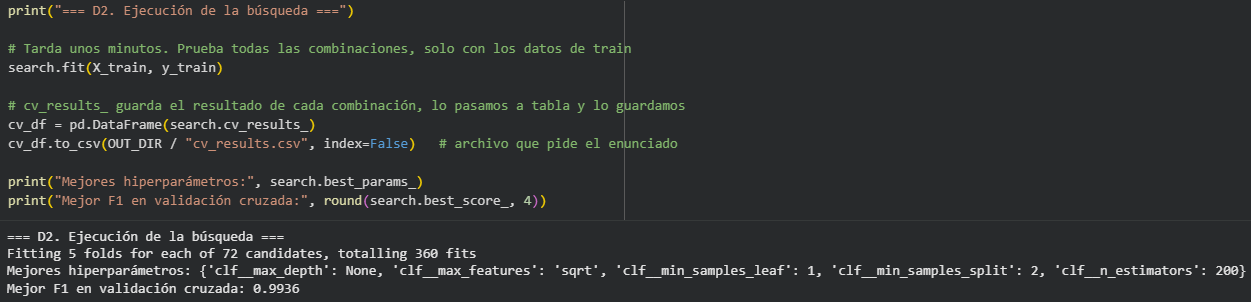 print("=== D2. Ejecución de la búsqueda ===")
# Tarda unos minutos. Prueba todas las combinaciones, solo con los datos de train
search.fit(X_train, y_train)
# cv_results_ guarda el resultado de cada combinación, lo pasamos a tabla y lo guardamos
cv_df = pd.DataFrame(search.cv_results_)
cv_df.to_csv(OUT_DIR / "cv_results.csv", index=False)   # archivo que pide el enunciado
print("Mejores hiperparámetros:", search.best_params_)
print("Mejor F1 en validación cruzada:", round(search.best_score_, 4))
=== D2. Ejecución de la búsqueda ===
Fitting 5 folds for each of 72 candidates, totalling 360 fits
Mejores hiperparámetros: {'clf__max_depth': None, 'clf__max_features': 'sqrt', 'clf__min_samples_leaf': 1, 'clf__min_samples_split': 2, 'clf__n_estimators': 200}
Mejor F1 en validación cruzada: 0.9936